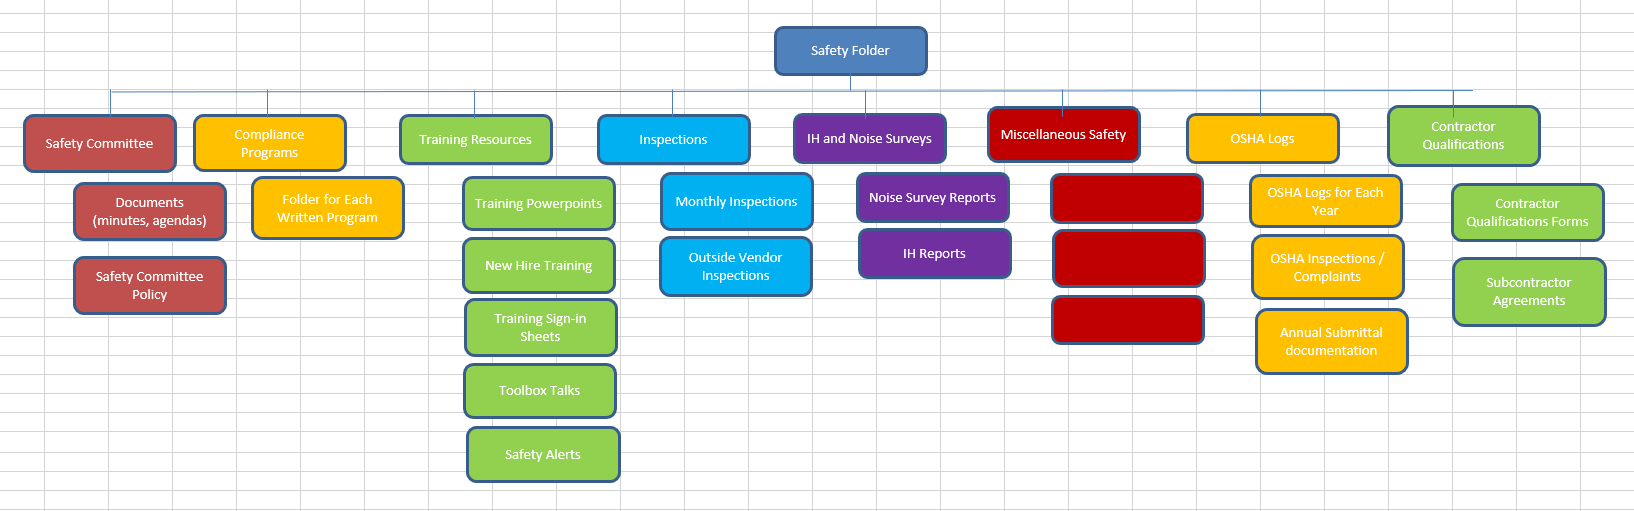 Safety Folder
Safety Committee
Compliance
Programs
Training Resources
Inspections
IH and Noise Surveys
Miscellaneous Safety
OSHA Logs
Contractor
Qualifications
Documents
(minutes, agendas)
Safety Committee
Policy
Folder for Each
Written Program
Training Powerpoints
New Hire Training
Training Sign-in
Sheets
Toolbox Talks
Safety Alerts
Monthly Inspections
Outside Vendor
Inspections
Noise Survey Reports
IH Reports
OSHA Logs for Each
Year
OSHA Inspections /
Complaints
Annual Submittal
documentation
Contractor
Qualifications Forms
Subcontractor
Agreements